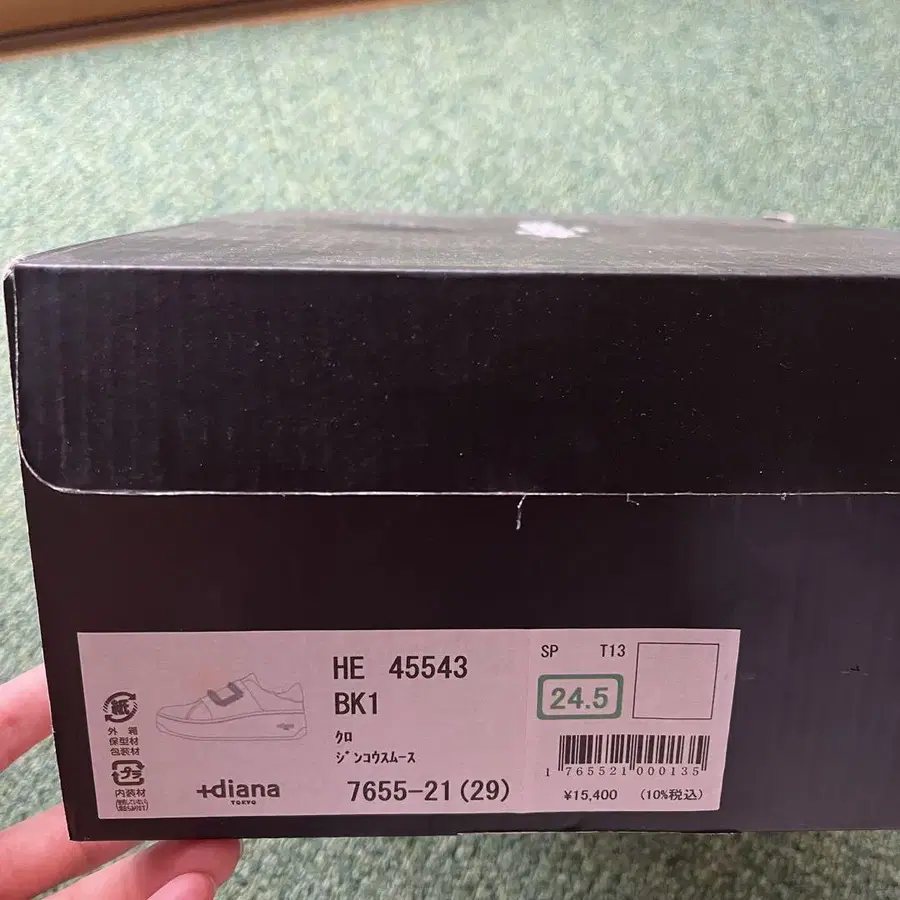 紙
外 箱
保型材
包装材
プラ
内装材
+diana
TOKYO
HE 45543
BK1
クロ
ジンコウスムース
7655-21(29)
SP T13
24.5
1 765521 000135
¥15,400 (10%税込)